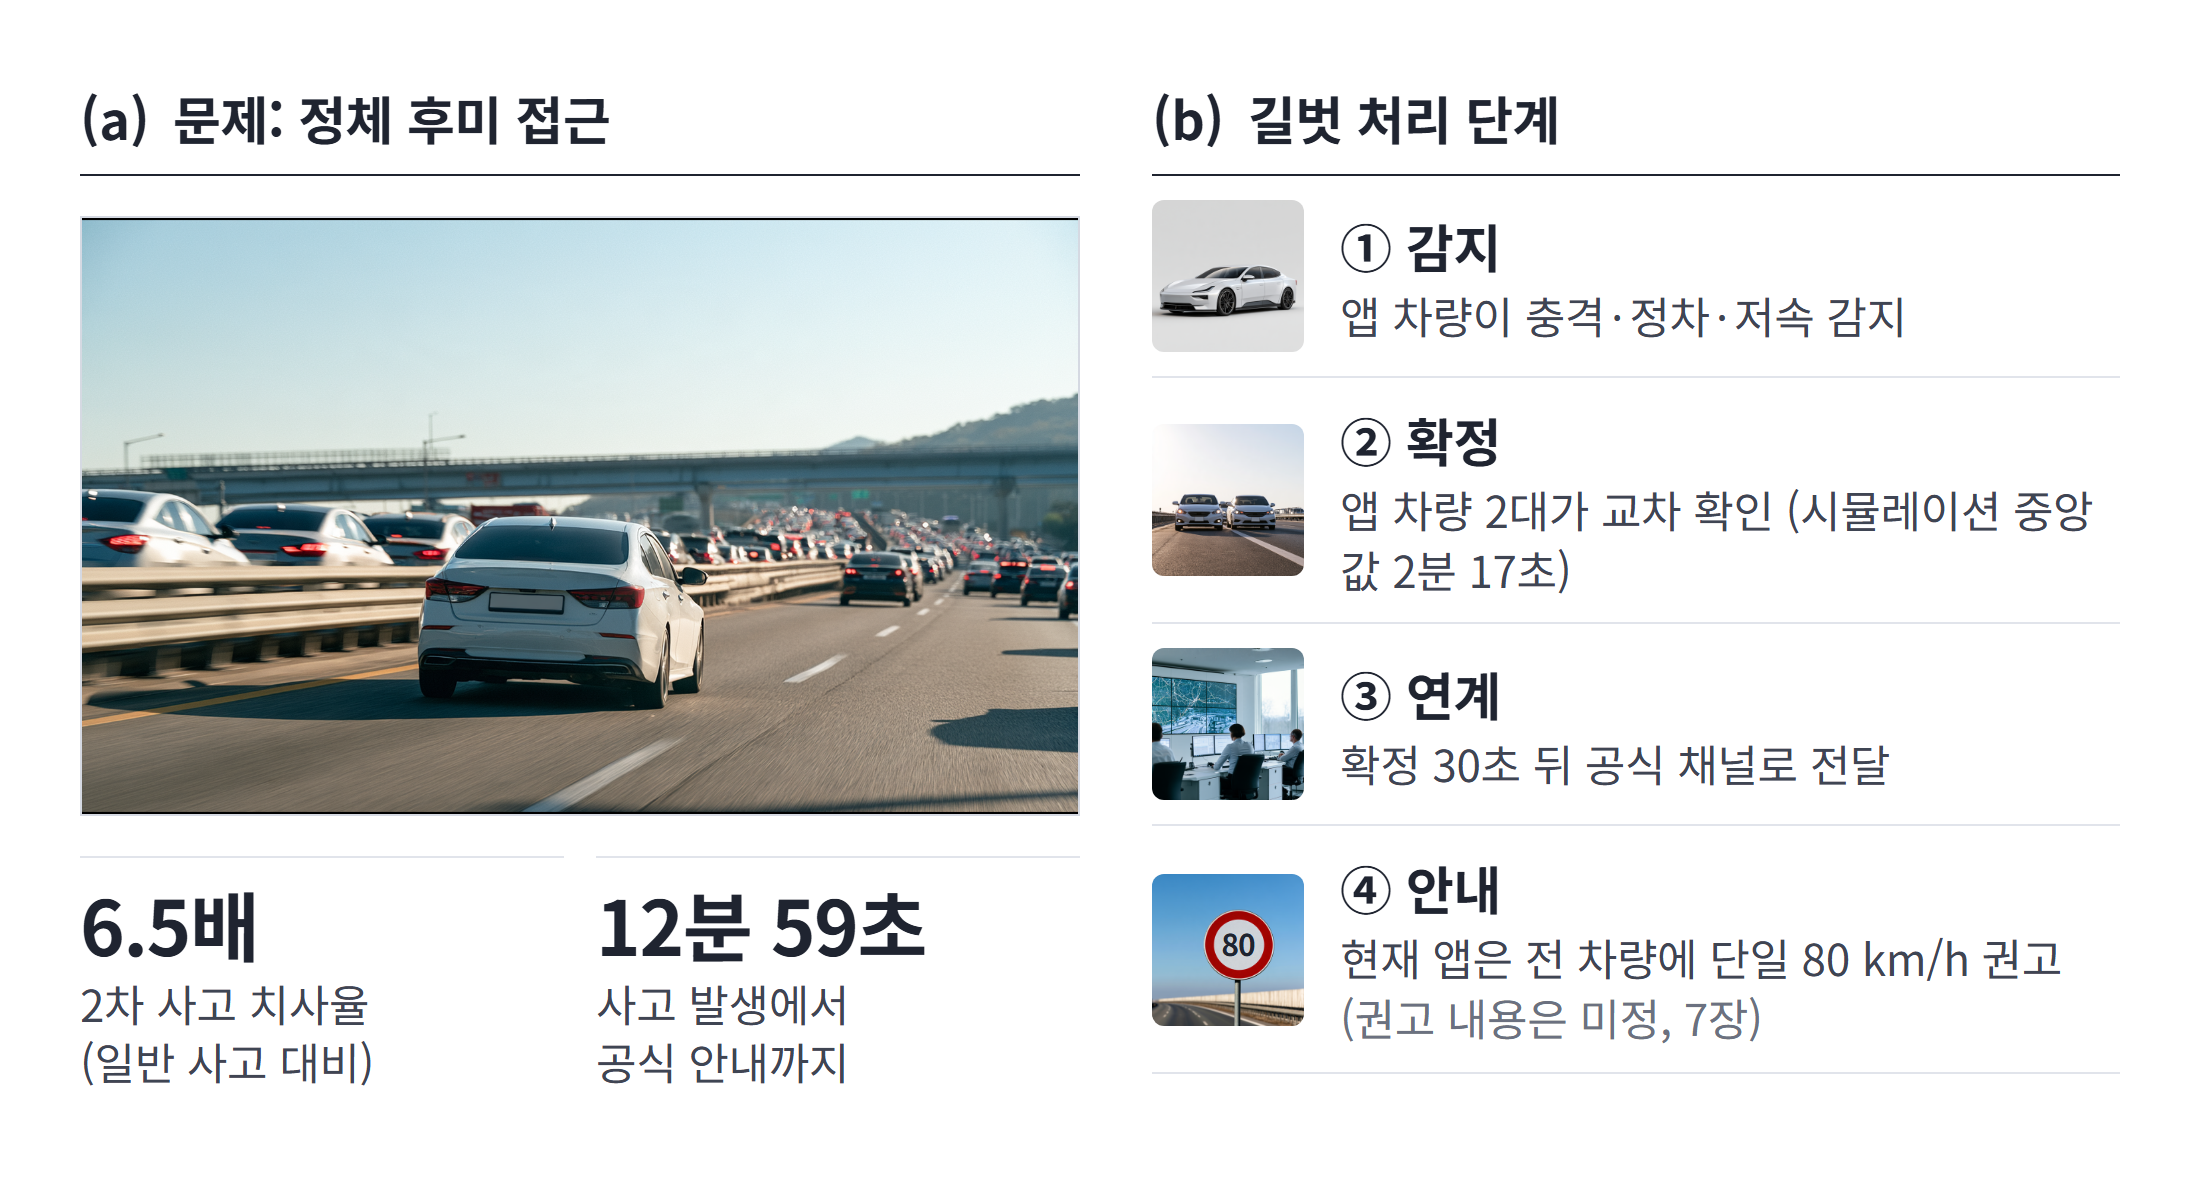 (a) 문제: 정체 후미 접근
6.5배
2차 사고 치사율
(일반 사고 대비)
12분 59초
사고 발생에서
공식 안내까지
(b) 길벗 처리 단계
① 감지
앱 차량이 충격·정차·저속 감지
② 확정
앱 차량 2대가 교차 확인 (시뮬레이션 중앙
값 2분 17초)
③ 연계
확정 30초 뒤 공식 채널로 전달
80
④ 안내
현재 앱은 전 차량에 단일 80 km/h 권고
(권고 내용은 미정, 7장)